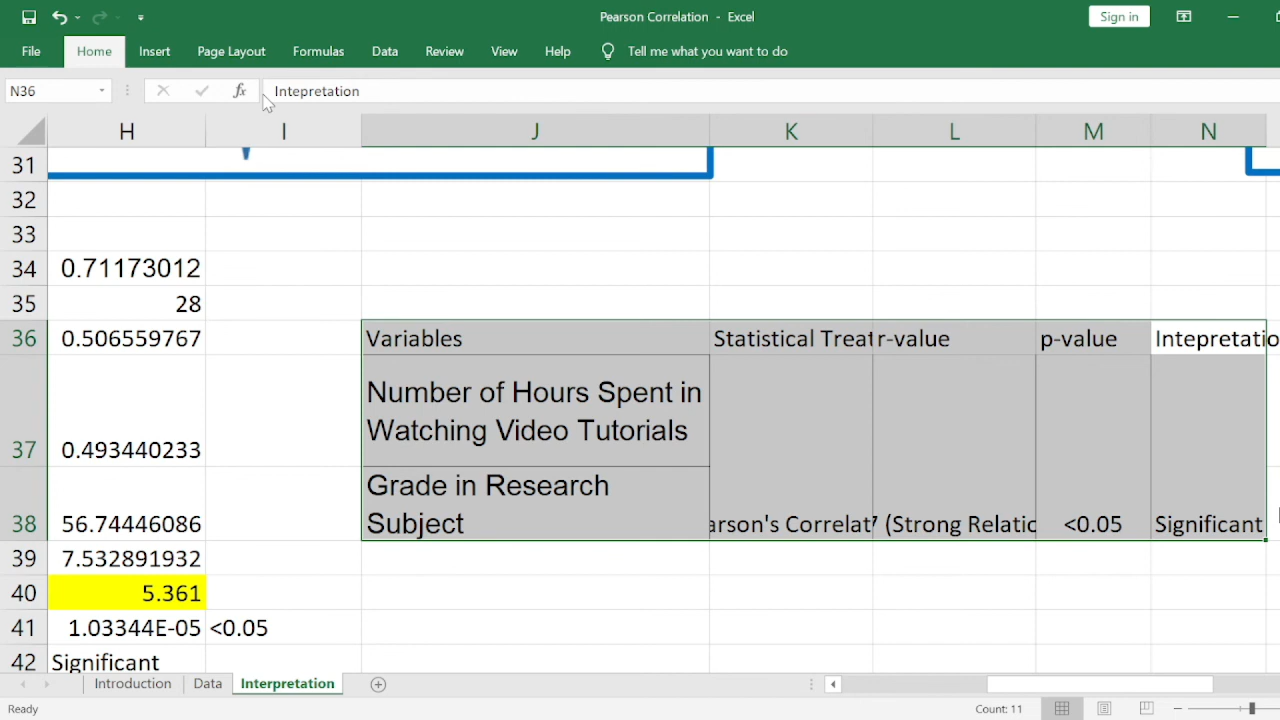 Pearson Correlation - Excel
Sign in
File Home Insert Page Layout Formulas Data Review View Help Tell me what you want to do
N36 fx Intepretation
H I J K L M N
31
32
33
34 0.71173012
35 28
36 0.506559767 Variables Statistical Treat r-value p-value Intepretatio
Number of Hours Spent in
Watching Video Tutorials
37 0.493440233
Grade in Research
Subject
38 56.74446086 arson's Correlat 7 (Strong Relatio <0.05 Significant
39 7.532891932
40 5.361
41 1.03344E-05 <0.05
42 Significant
Introduction Data Interpretation
Ready Count: 11